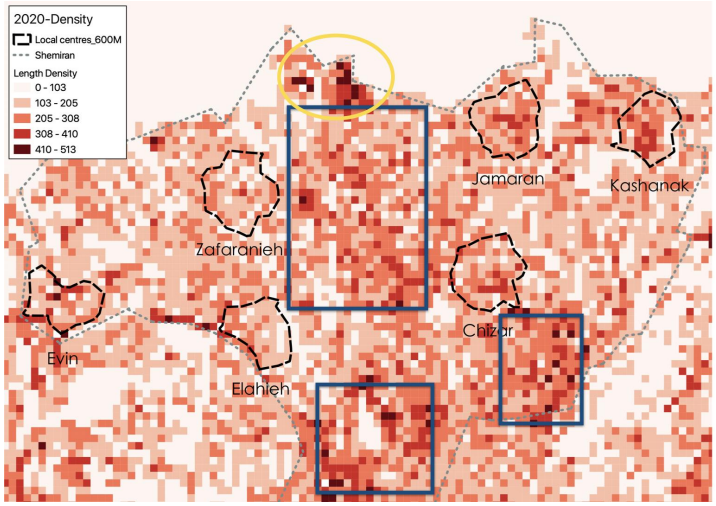 2020-Density
Local centres_600M
Shemiran
Length Density
0 - 103
103 - 205
205 - 308
308 - 410
410 - 513
Jamaran
Kashanak
Zafaranieh
Chizar
Evin
Elahieh